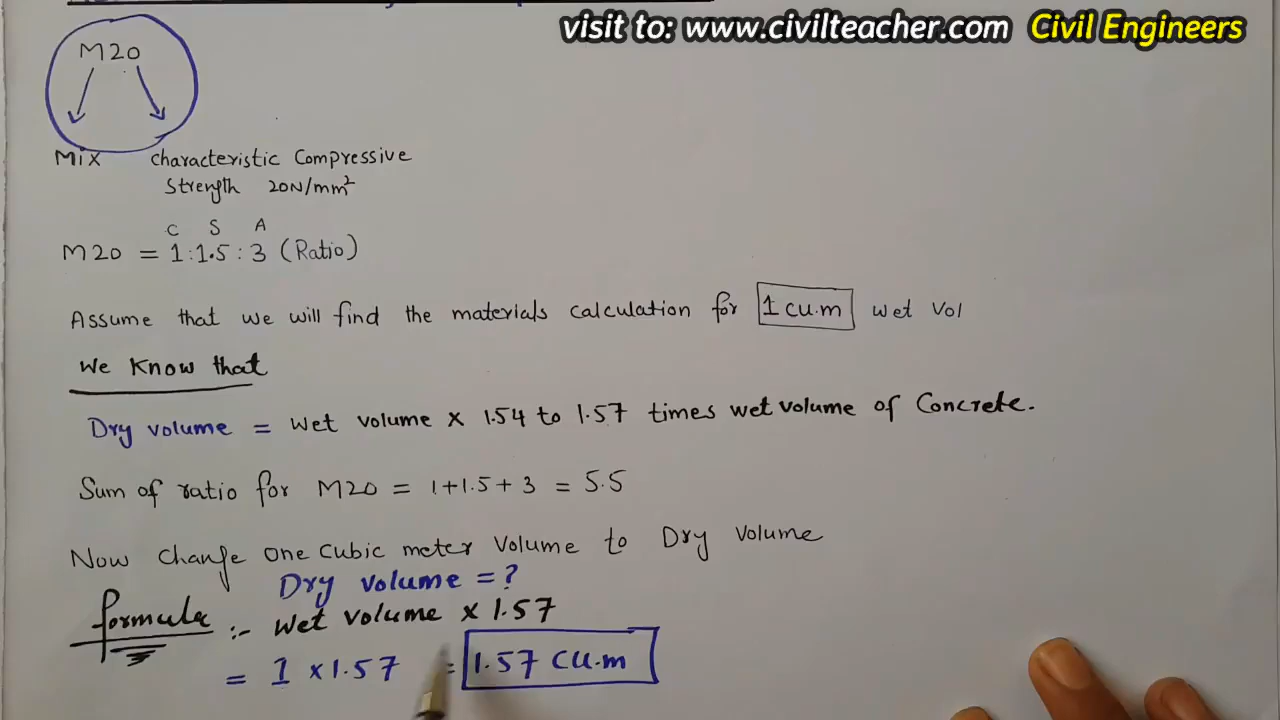 visit to: www.civilteacher.com Civil Engineers
M20
Mix characteristic Compressive
Strength 20N/mm²
C S A
M20 = 1:1.5:3 (Ratio)
Assume that we will find the materials calculation for 1 cu.m wet Vol
We Know that
Dry volume = Wet volume × 1.54 to 1.57 times wet volume of Concrete.
Sum of ratio for M20 = 1+1.5+3 = 5.5
Now change one cubic meter Volume to Dry Volume
Dry volume = ?
formula :- Wet volume × 1.57
= 1 × 1.57 = 1.57 cu.m